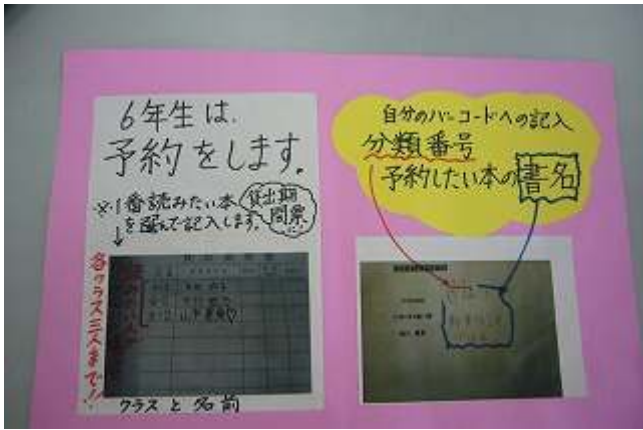 6年生は、
予約をします。
※1番読みたい本
を選んで記入します。
貸出期
間票
各クラス三人まで!!
クラスと名前
自分のバーコードへの記入
分類番号
予約したい本の書名